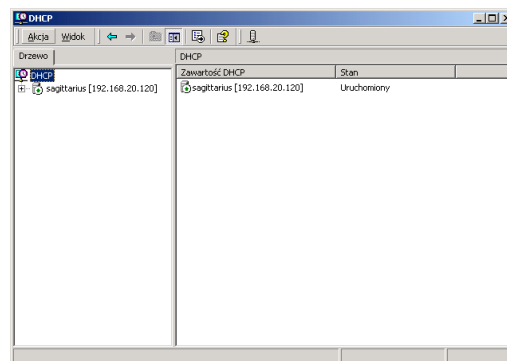 DHCP
Akcja Widok
Drzewo
DHCP
DHCP
sagittarius [192.168.20.120]
Zawartość DHCP Stan
sagittarius [192.168.20.120] Uruchomiony